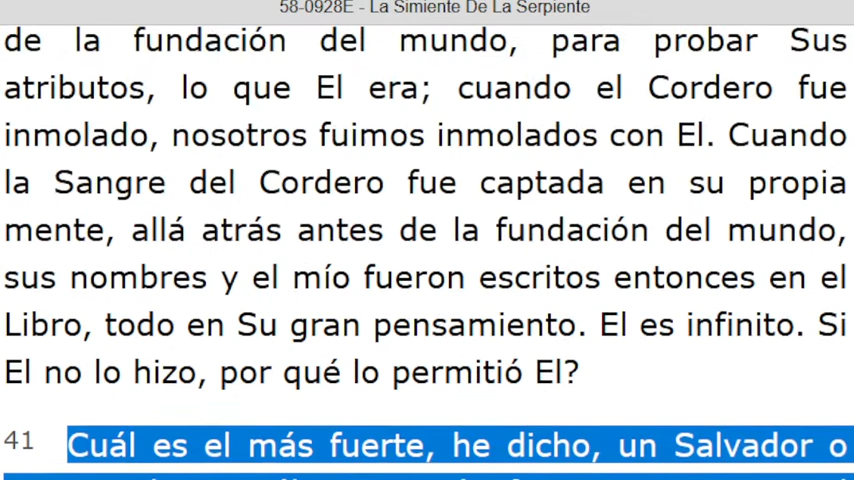 58-0928E - La Simiente De La Serpiente
de la fundación del mundo, para probar Sus
atributos, lo que El era; cuando el Cordero fue
inmolado, nosotros fuimos inmolados con El. Cuando
la Sangre del Cordero fue captada en su propia
mente, allá atrás antes de la fundación del mundo,
sus nombres y el mío fueron escritos entonces en el
Libro, todo en Su gran pensamiento. El es infinito. Si
El no lo hizo, por qué lo permitió El?
41 Cuál es el más fuerte, he dicho, un Salvador o